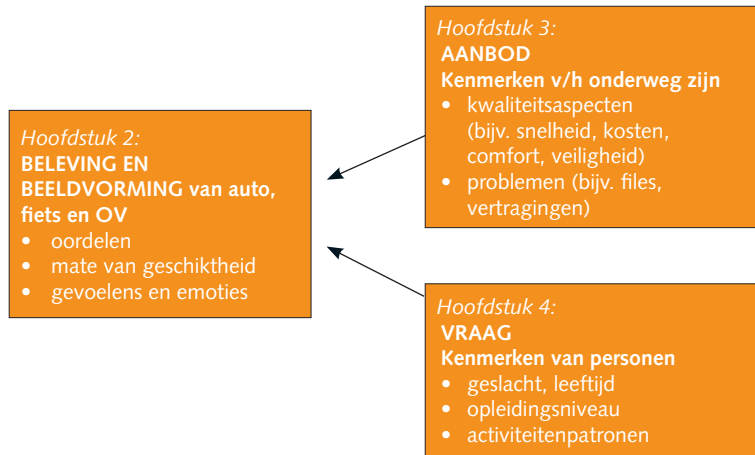 Hoofdstuk 2:
BELEVING EN
BEELDVORMING van auto,
fiets en OV
• oordelen
• mate van geschiktheid
• gevoelens en emoties
Hoofdstuk 3:
AANBOD
Kenmerken v/h onderweg zijn
• kwaliteitsaspecten
(bijv. snelheid, kosten,
comfort, veiligheid)
• problemen (bijv. files,
vertragingen)
Hoofdstuk 4:
VRAAG
Kenmerken van personen
• geslacht, leeftijd
• opleidingsniveau
• activiteitenpatronen